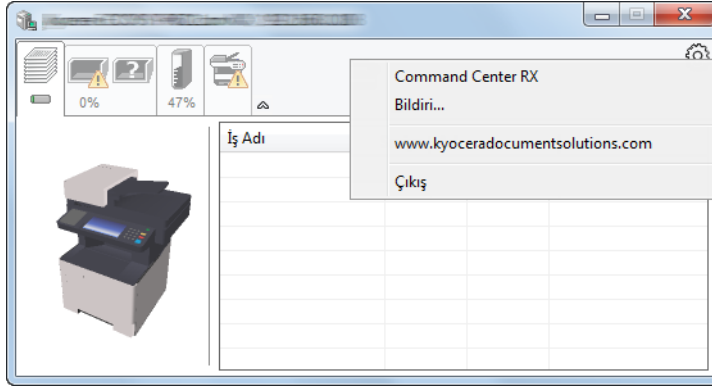 0%
47%
İş Adı
Command Center RX
Bildiri...
www.kyoceradocumentsolutions.com
Çıkış